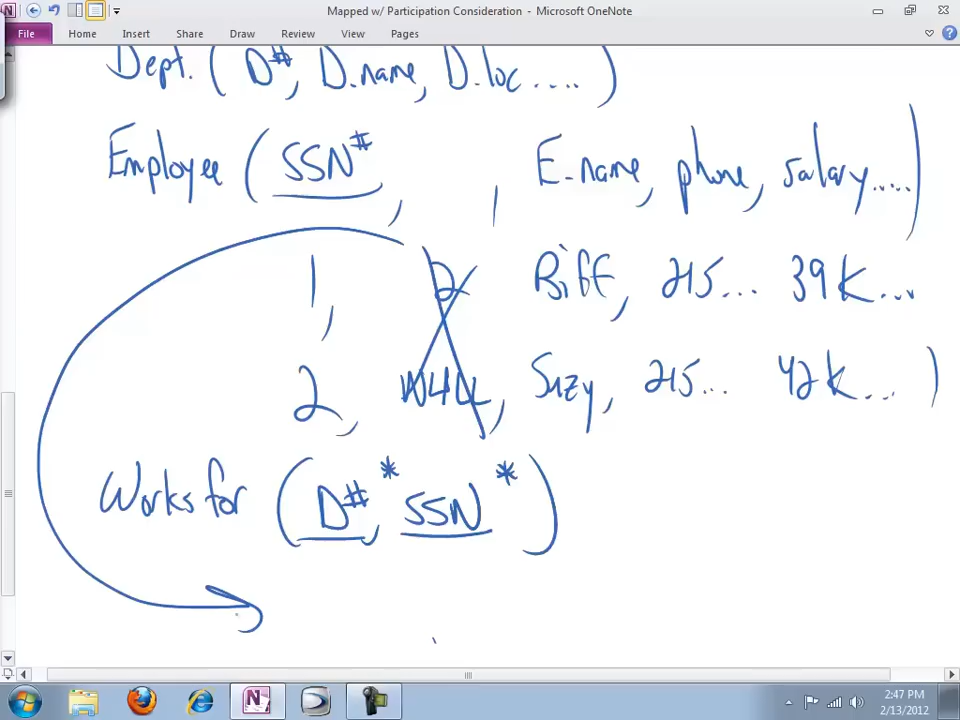 Mapped w/ Participation Consideration - Microsoft OneNote
File Home Insert Share Draw Review View Pages
Dept. ( D#, D.name, D.loc .... )
Employee ( SSN#, , E.name, phone, salary..... )
1, 2 Biff, 215... 39K...
2, NULL, Suzy, 215... 42K... )
Works for ( D#*, SSN* )
2:47 PM
2/13/2012